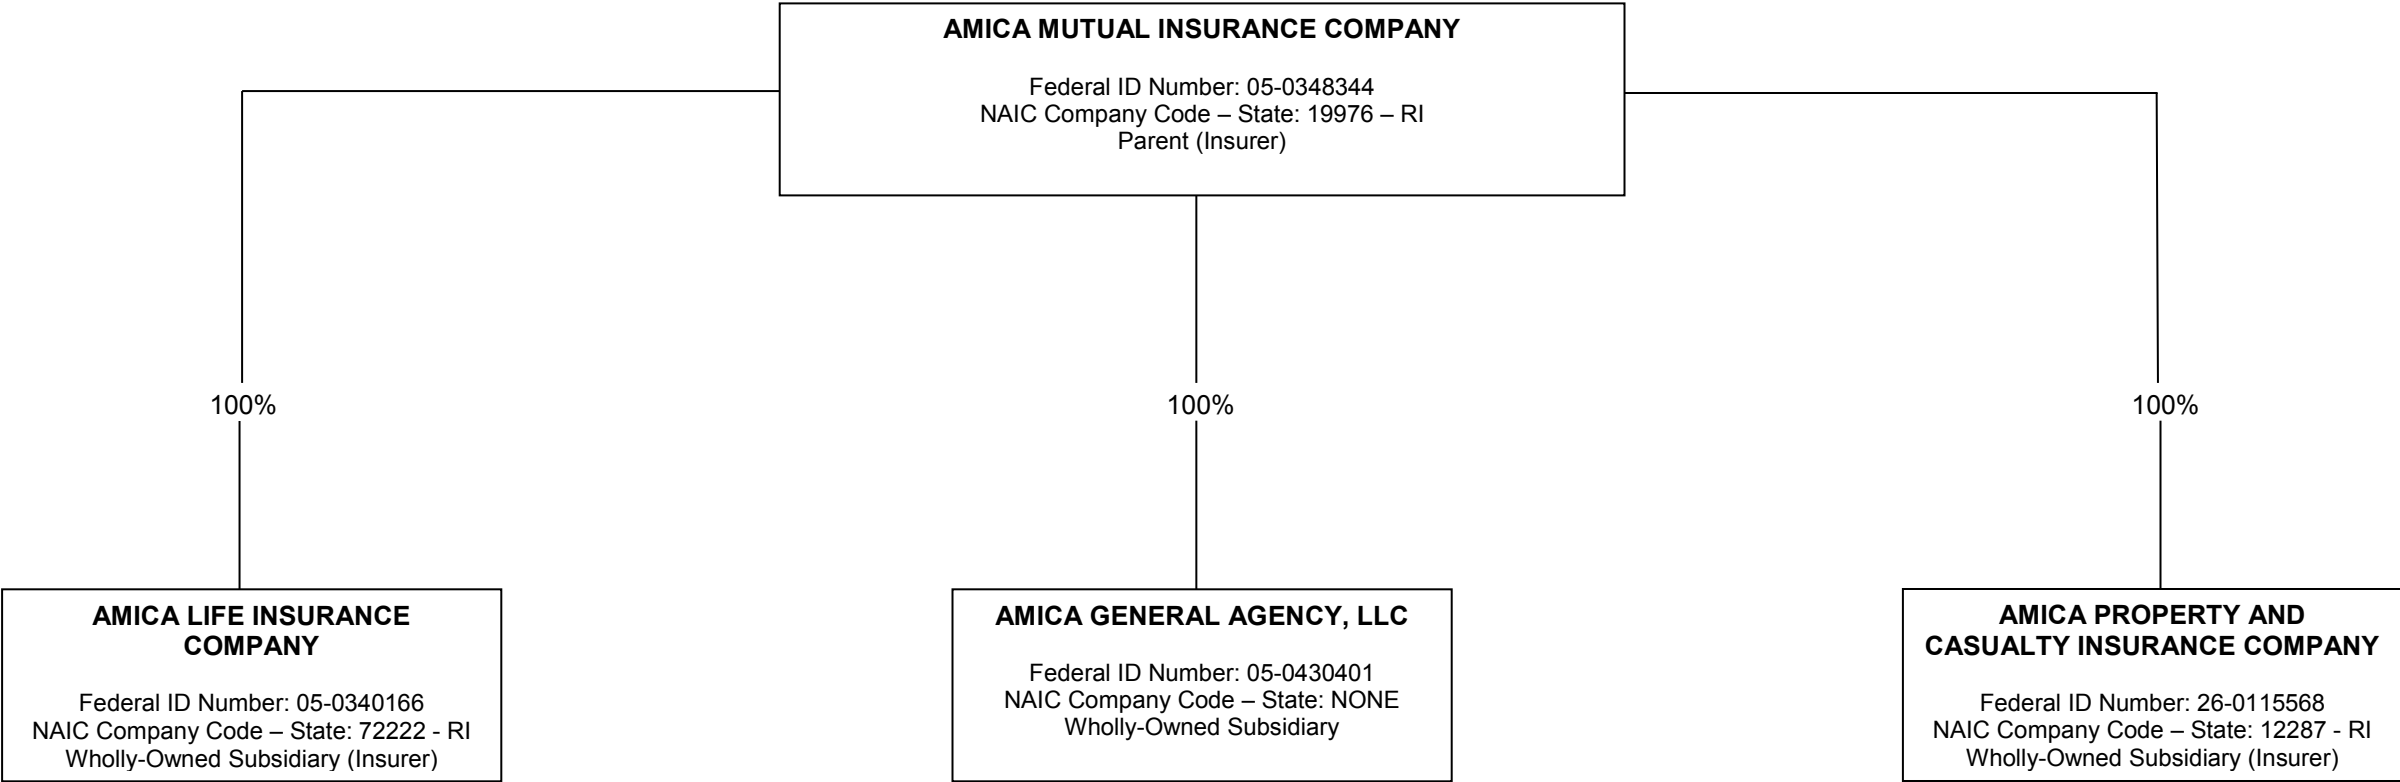 AMICA MUTUAL INSURANCE COMPANY
Federal ID Number: 05-0348344
NAIC Company Code – State: 19976 – RI
Parent (Insurer)
100%
100%
100%
AMICA LIFE INSURANCE
COMPANY
Federal ID Number: 05-0340166
NAIC Company Code – State: 72222 - RI
Wholly-Owned Subsidiary (Insurer)
AMICA GENERAL AGENCY, LLC
Federal ID Number: 05-0430401
NAIC Company Code – State: NONE
Wholly-Owned Subsidiary
AMICA PROPERTY AND
CASUALTY INSURANCE COMPANY
Federal ID Number: 26-0115568
NAIC Company Code – State: 12287 - RI
Wholly-Owned Subsidiary (Insurer)